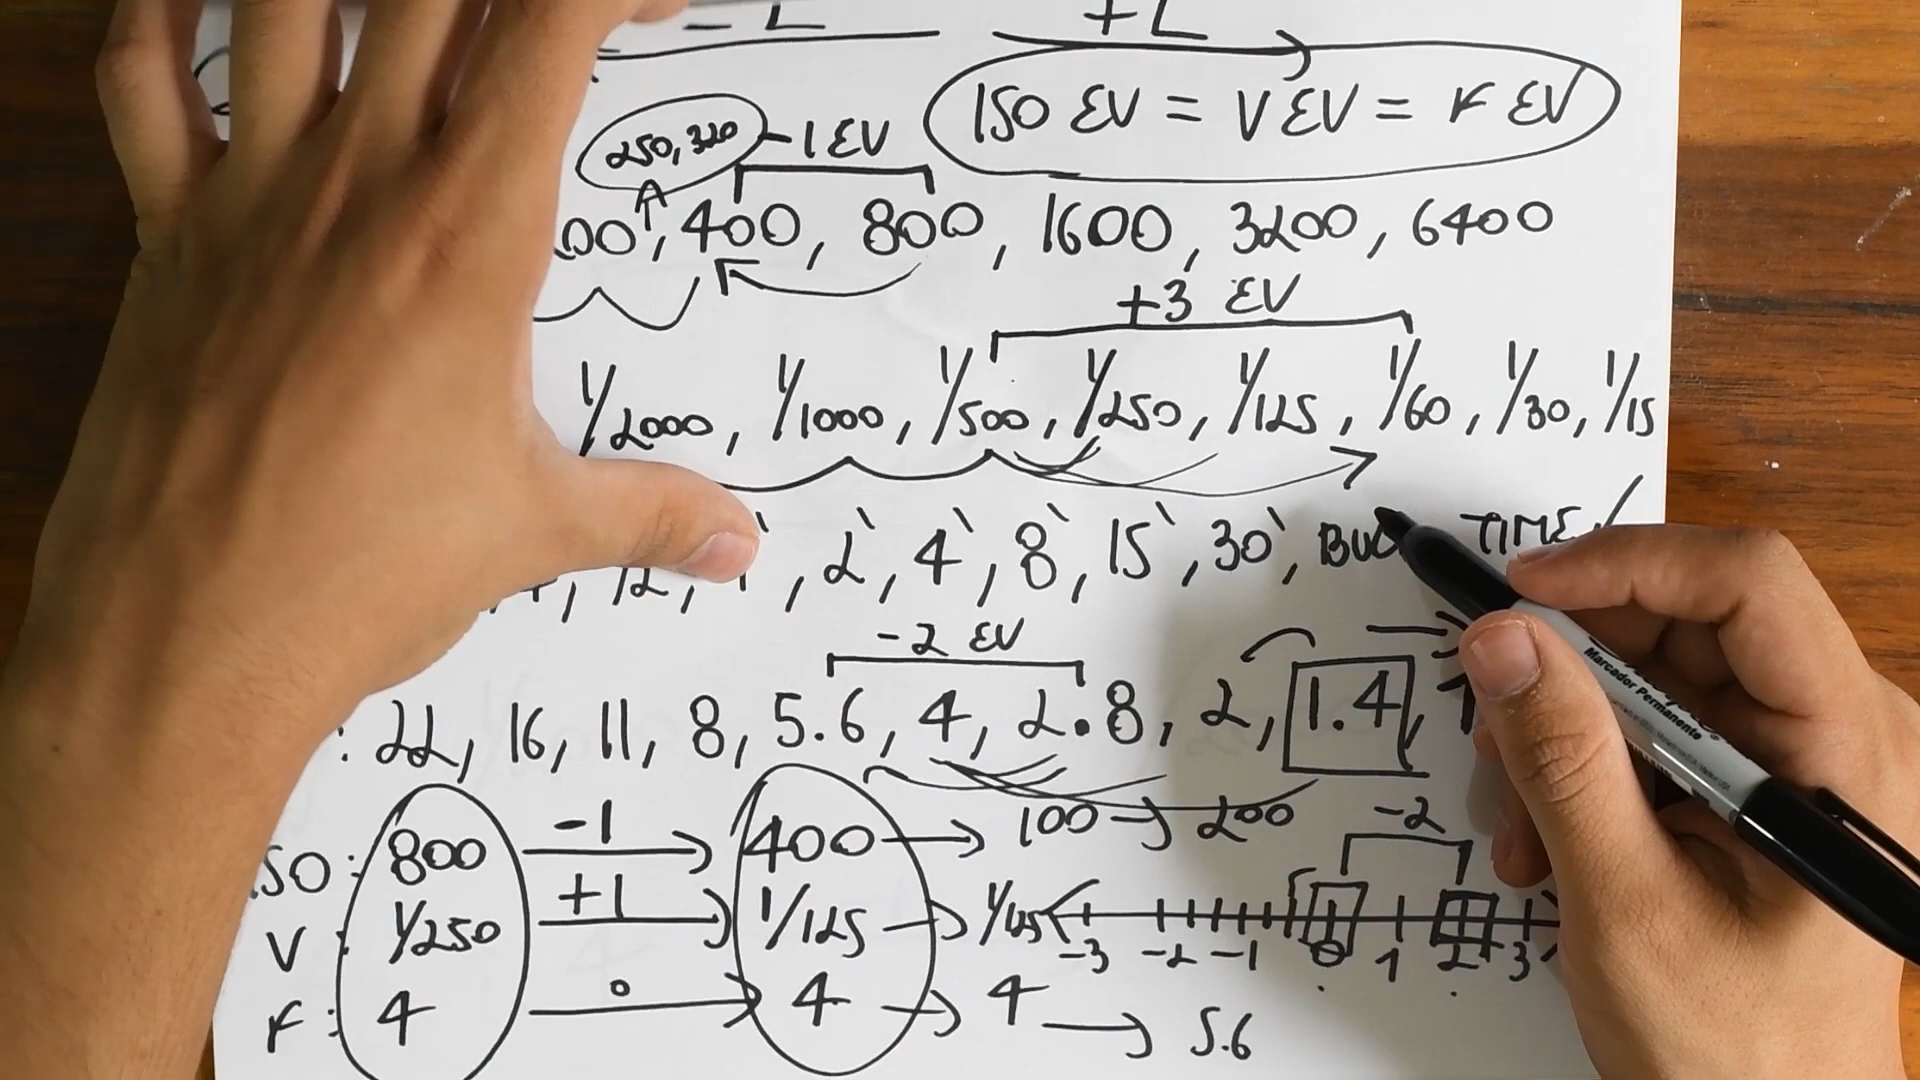 - L +L
ISO EV = V EV = F EV
250, 320 -1 EV
00, 400, 800, 1600, 3200, 6400
+3 EV
1/2000, 1/1000, 1/500, 1/250, 1/125, 1/60, 1/30, 1/15
2`, 4`, 8`, 15`, 30`, TIME
-2 EV
: 22, 16, 11, 8, 5.6, 4, 2.8, 2, 1.4,
Marcador Permanente
ISO: 800 -1 400 100 200 -2
V: 1/250 +1 1/125 1/125
-3 -2 -1 0 1 2 3
F: 4 0 4 4 5.6